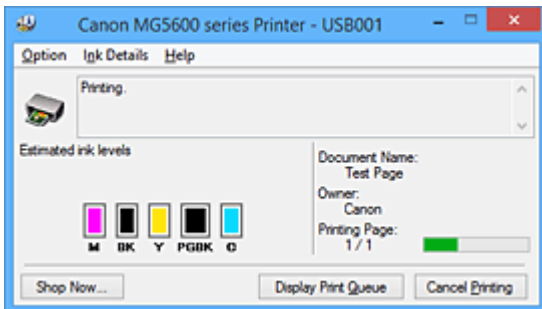 Canon MG5600 series Printer - USB001
Option Ink Details Help
Printing.
Estimated ink levels
Document Name:
Test Page
Owner:
Canon
Printing Page:
1 / 1
M BK Y PGBK C
Shop Now... Display Print Queue Cancel Printing